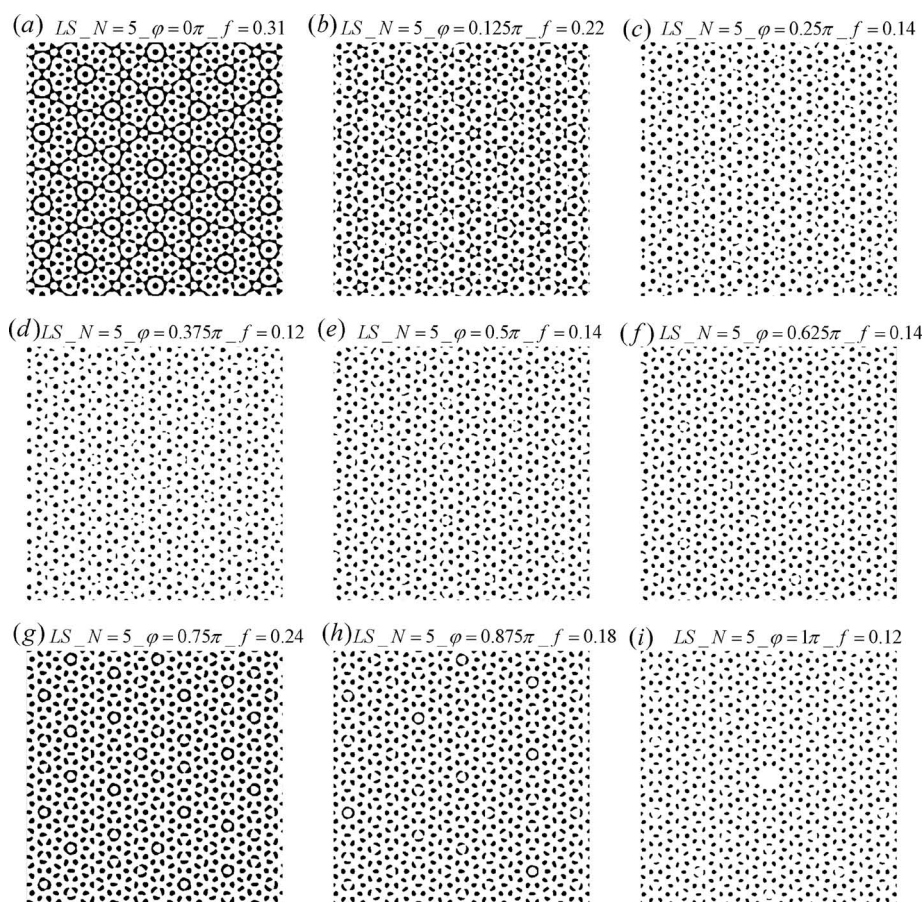 (a) LS_N=5_φ=0π_f=0.31
(b) LS_N=5_φ=0.125π_f=0.22
(c) LS_N=5_φ=0.25π_f=0.14
(d) LS_N=5_φ=0.375π_f=0.12
(e) LS_N=5_φ=0.5π_f=0.14
(f) LS_N=5_φ=0.625π_f=0.14
(g) LS_N=5_φ=0.75π_f=0.24
(h) LS_N=5_φ=0.875π_f=0.18
(i) LS_N=5_φ=1π_f=0.12